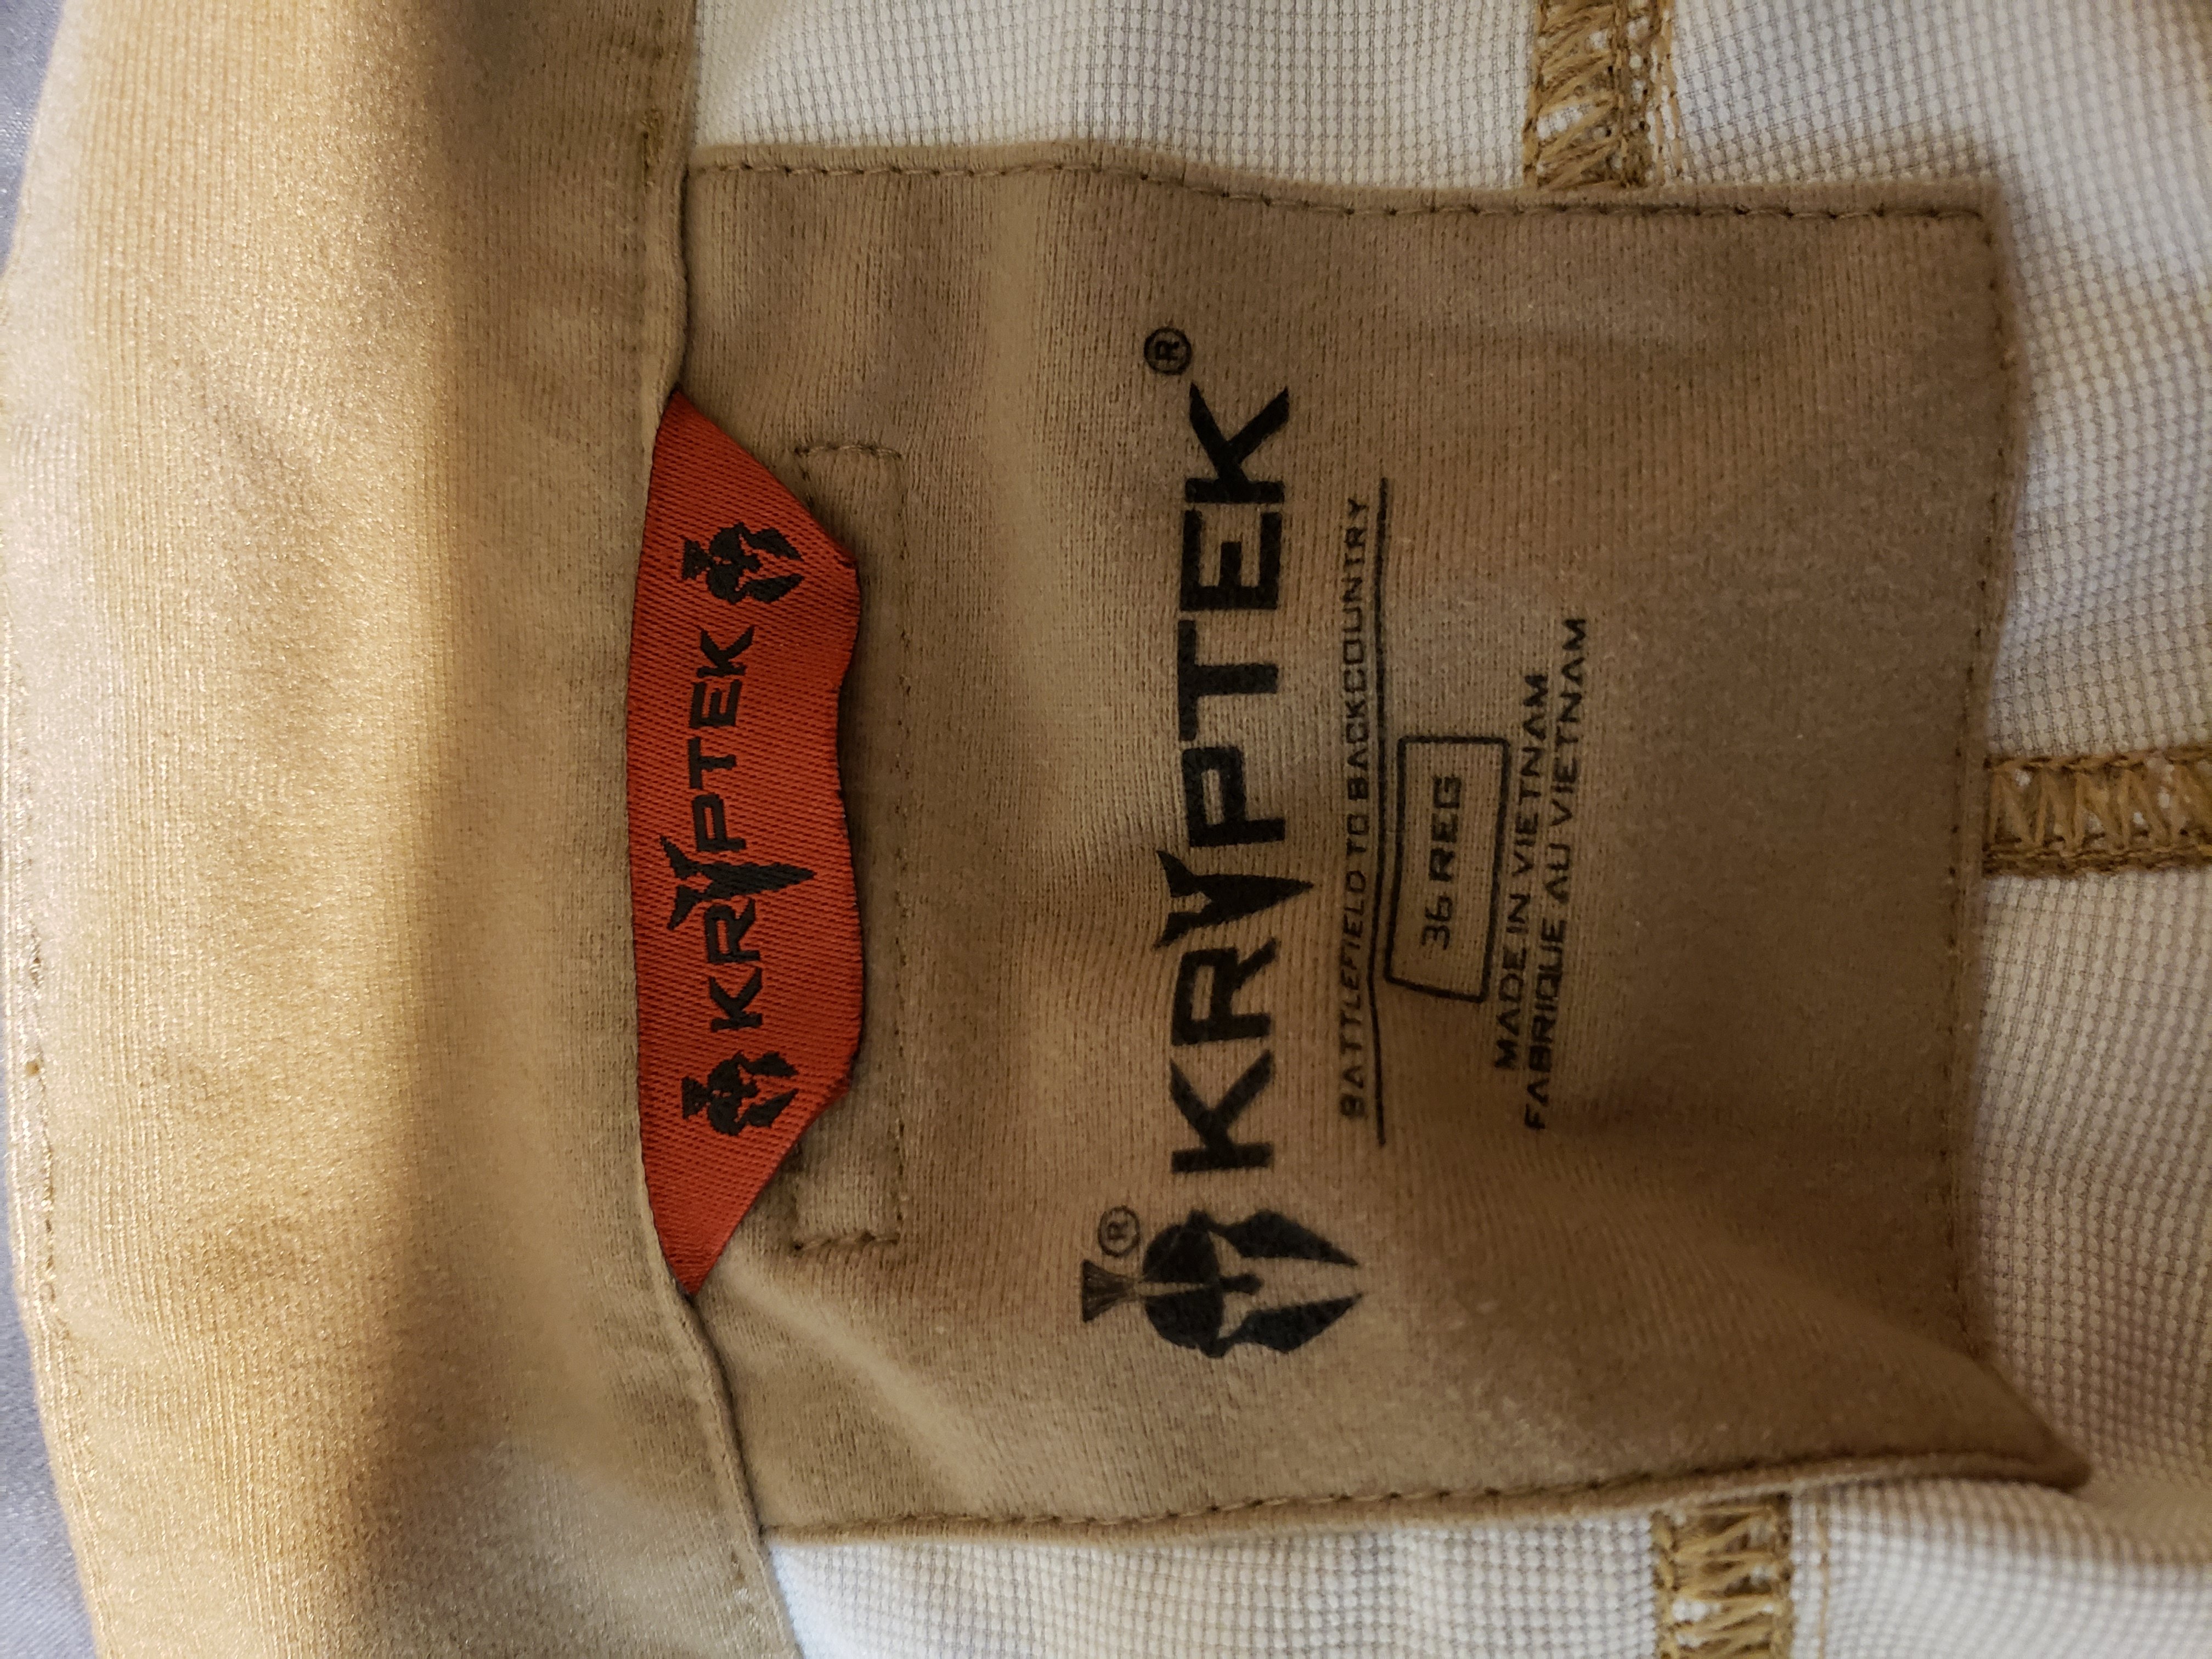 KRYPTEK
® KRYPTEK®
BATTLEFIELD TO BACKCOUNTRY
36 REG
MADE IN VIETNAM
FABRIQUE AU VIETNAM